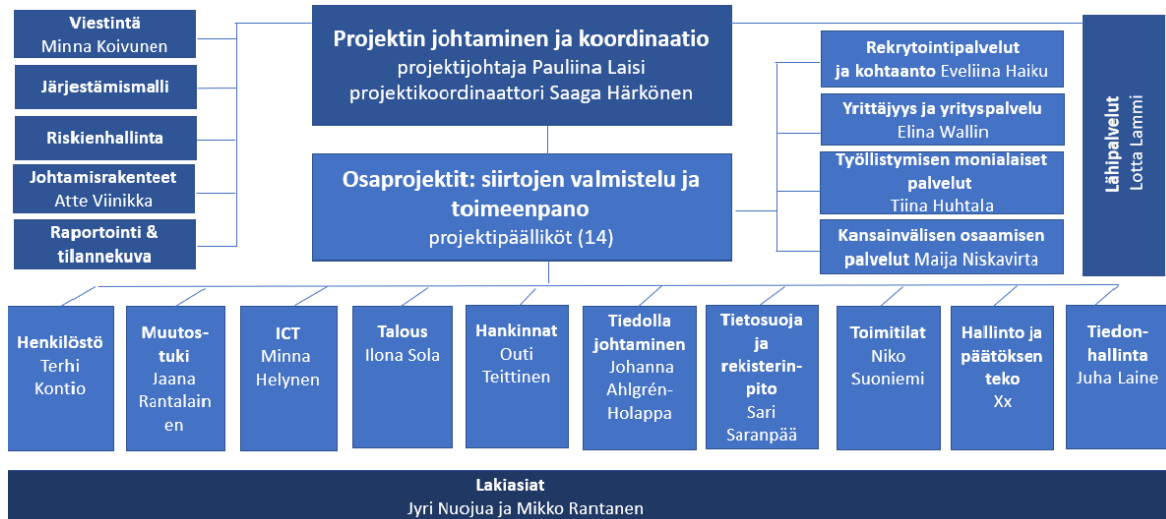 Viestintä
Minna Koivunen
Järjestämismalli
Riskienhallinta
Johtamisrakenteet
Atte Viinikka
Raportointi &
tilannekuva
Projektin johtaminen ja koordinaatio
projektijohtaja Pauliina Laisi
projektikoordinaattori Saaga Härkönen
Osaprojektit: siirtojen valmistelu ja
toimeenpano
projektipäälliköt (14)
Rekrytointipalvelut
ja kohtaanto Eveliina Haiku
Yrittäjyys ja yrityspalvelu
Elina Wallin
Työllistymisen monialaiset
palvelut
Tiina Huhtala
Kansainvälisen osaamisen
palvelut Maija Niskavirta
Lähipalvelut
Lotta Lammi
Henkilöstö
Terhi
Kontio
Muutos-
tuki
Jaana
Rantalain
en
ICT
Minna
Helynen
Talous
Ilona Sola
Hankinnat
Outi
Teittinen
Tiedolla
johtaminen
Johanna
Ahlgrén-
Holappa
Tietosuoja
ja
rekisterin-
pito
Sari
Saranpää
Toimitilat
Niko
Suoniemi
Hallinto ja
päätöksen
teko
Xx
Tiedon-
hallinta
Juha Laine
Lakiasiat
Jyri Nuojua ja Mikko Rantanen